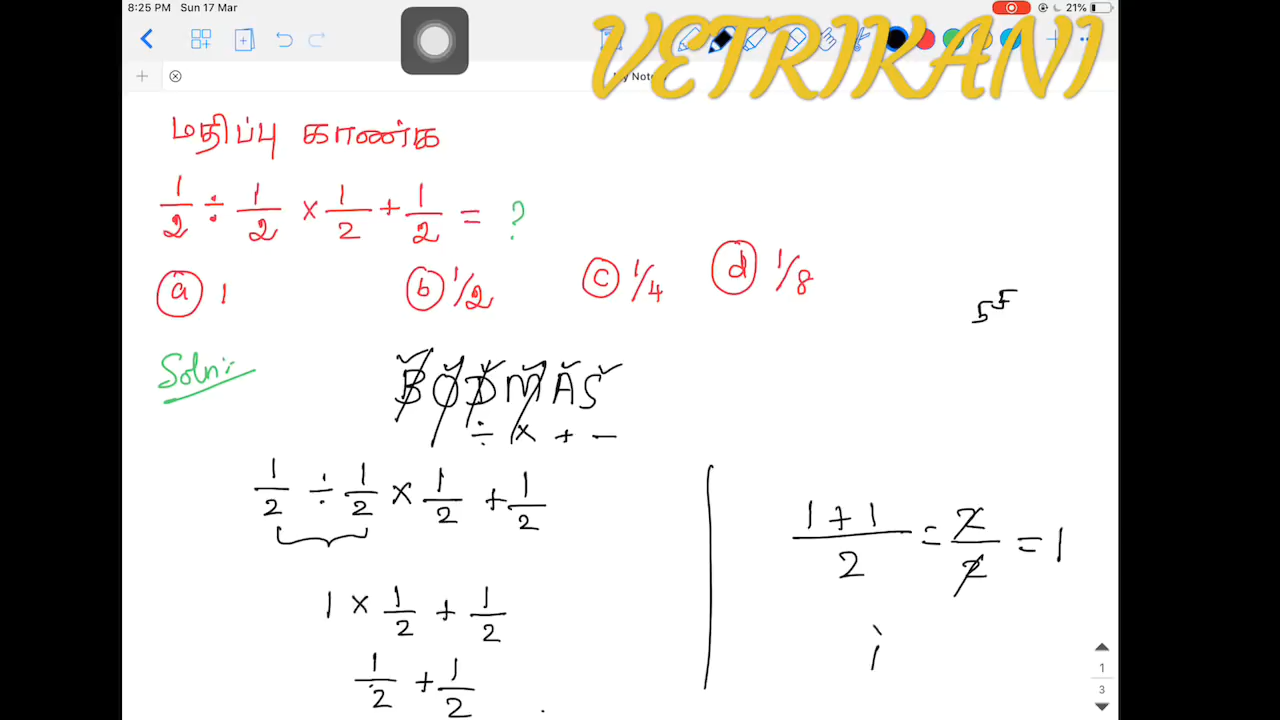 8:25 PM Sun 17 Mar
21%
VETRIKANI
மதிப்பு காண்க
1/2 ÷ 1/2 × 1/2 + 1/2 = ?
(a) 1 (b) 1/2 (c) 1/4 (d) 1/8
Soln:
BODMAS
÷ × + −
1/2 ÷ 1/2 × 1/2 + 1/2
1 × 1/2 + 1/2
1/2 + 1/2
(1+1)/2 = 2/2 = 1
1
3